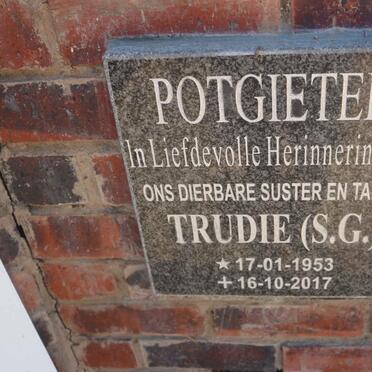 POTGIETE
In Liefdevolle Herinnerin
ONS DIERBARE SUSTER EN TA
TRUDIE (S.G.
★ 17-01-1953
✝ 16-10-2017